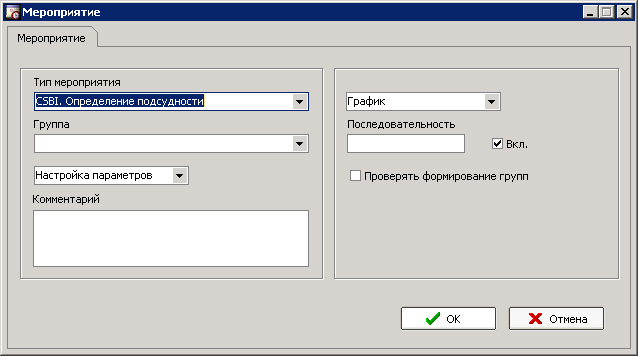 Мероприятие
Мероприятие
Тип мероприятия
CSBI. Определение подсудности
Группа
Настройка параметров
Комментарий
График
Последовательность
Вкл.
Проверять формирование групп
OK
Отмена